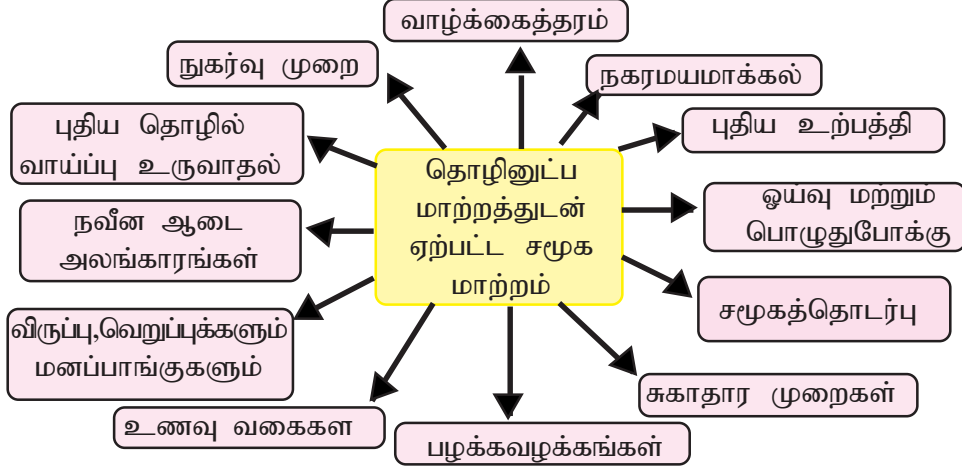 வாழ்க்கைத்தரம்
நுகர்வு முறை
நகரமயமாக்கல்
புதிய தொழில்
வாய்ப்பு உருவாதல்
புதிய உற்பத்தி
தொழினுட்ப
மாற்றத்துடன்
ஏற்பட்ட சமூக
மாற்றம்
நவீன ஆடை
அலங்காரங்கள்
ஓய்வு மற்றும்
பொழுதுபோக்கு
விருப்பு,வெறுப்புக்களும்
மனப்பாங்குகளும்
சமூகத்தொடர்பு
சுகாதார முறைகள்
உணவு வகைகள
பழக்கவழக்கங்கள்